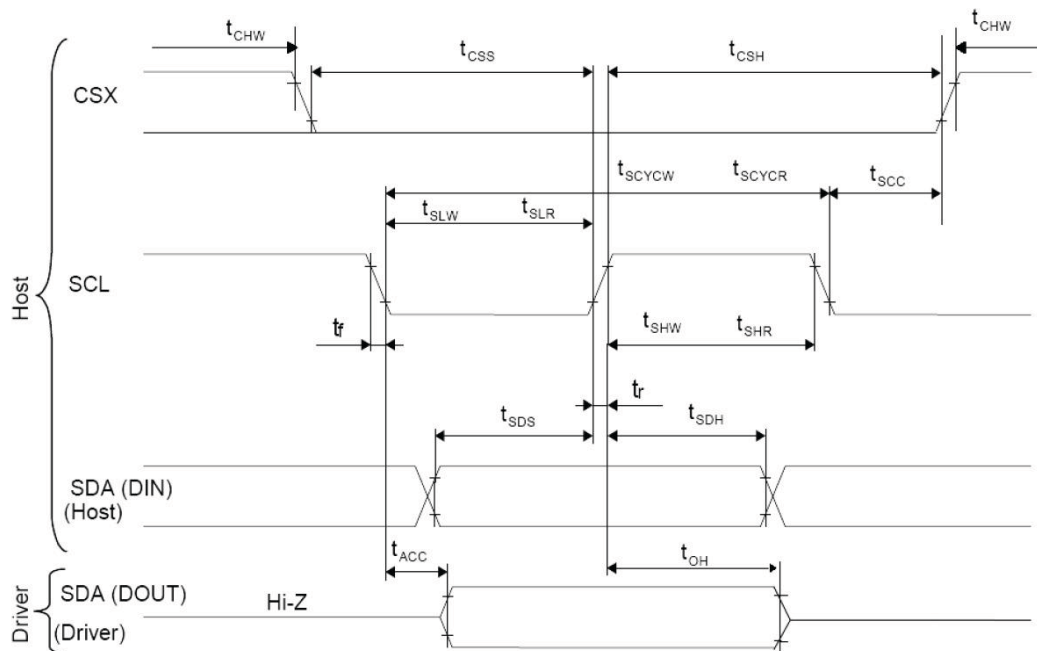 tCHW
tCHW
tCSS
tCSH
CSX
tSCYCW
tSCYCR
tSCC
tSLW
tSLR
SCL
Host
tf
tSHW
tSHR
tr
tSDS
tSDH
SDA (DIN)
(Host)
tACC
tOH
SDA (DOUT)
Hi-Z
Driver
(Driver)